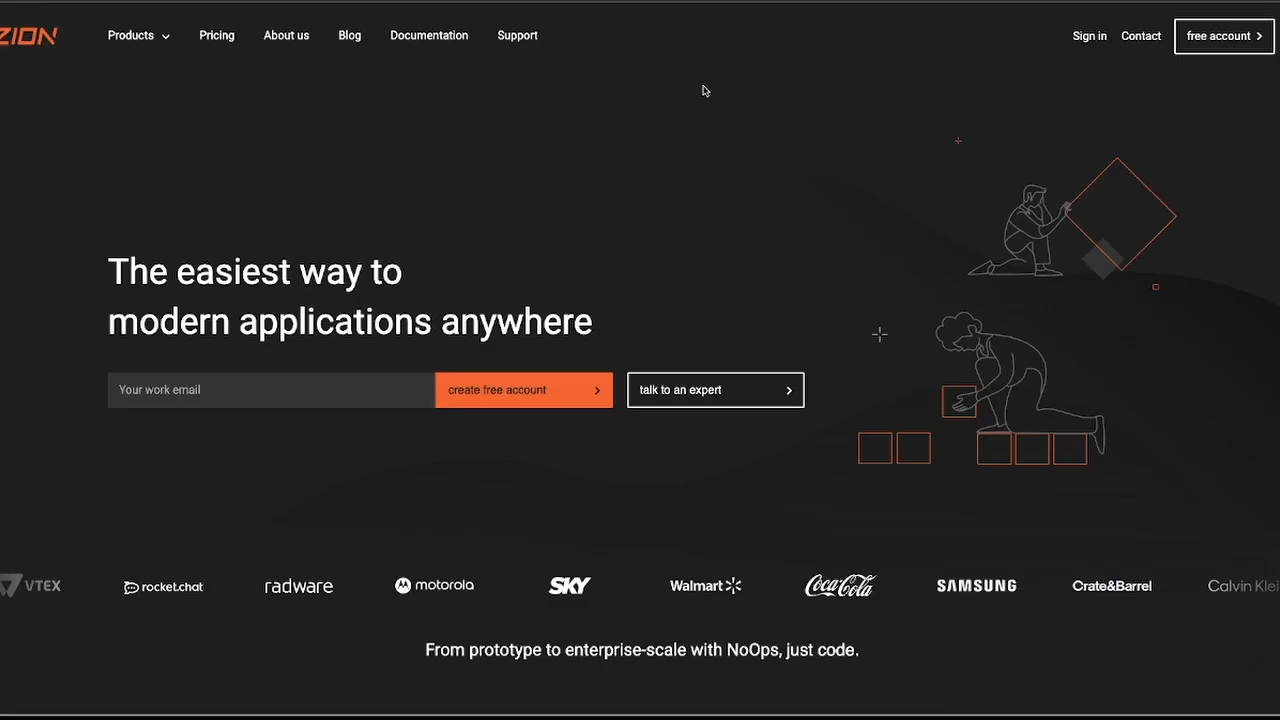 ZION
Products
Pricing
About us
Blog
Documentation
Support
Sign in
Contact
free account
The easiest way to
modern applications anywhere
Your work email
create free account
talk to an expert
VTEX
rocket.chat
radware
motorola
SKY
Walmart
Coca-Cola
SAMSUNG
Crate&Barrel
Calvin Klei
From prototype to enterprise-scale with NoOps, just code.